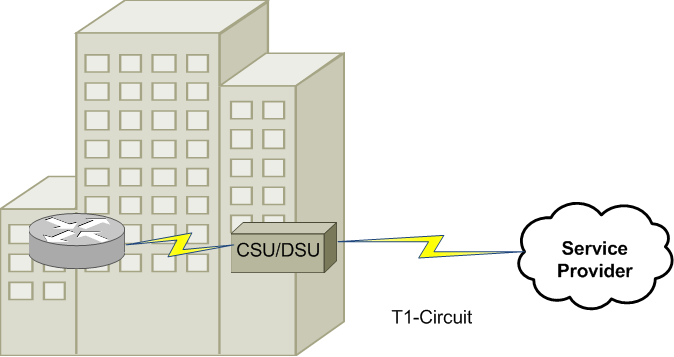 CSU/DSU
Service
Provider
T1-Circuit